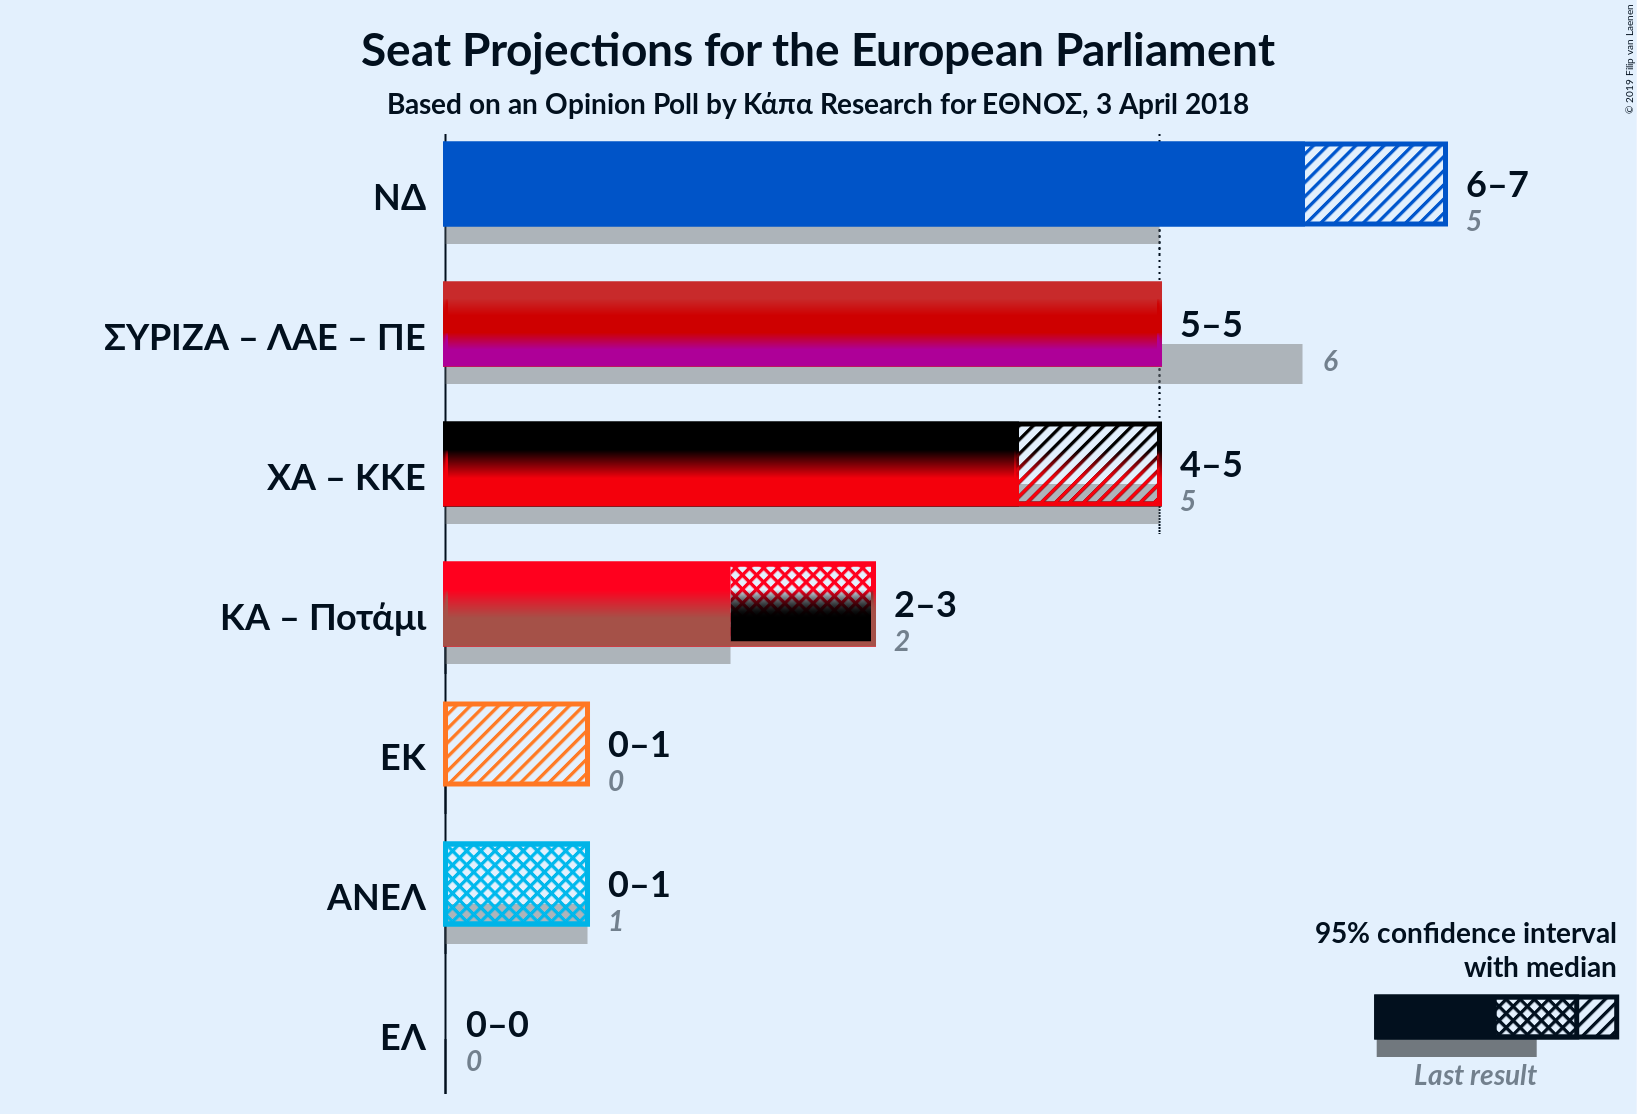 Seat Projections for the European Parliament
Based on an Opinion Poll by Κάπα Research for ΕΘΝΟΣ, 3 April 2018
© 2019 Filip van Laenen
ΝΔ
6–7
5
ΣΥΡΙΖΑ – ΛΑΕ – ΠΕ
5–5
6
ΧΑ – ΚΚΕ
4–5
5
ΚΑ – Ποτάμι
2–3
2
ΕΚ
0–1
0
ΑΝΕΛ
0–1
1
ΕΛ
0–0
0
95% confidence interval
with median
Last result